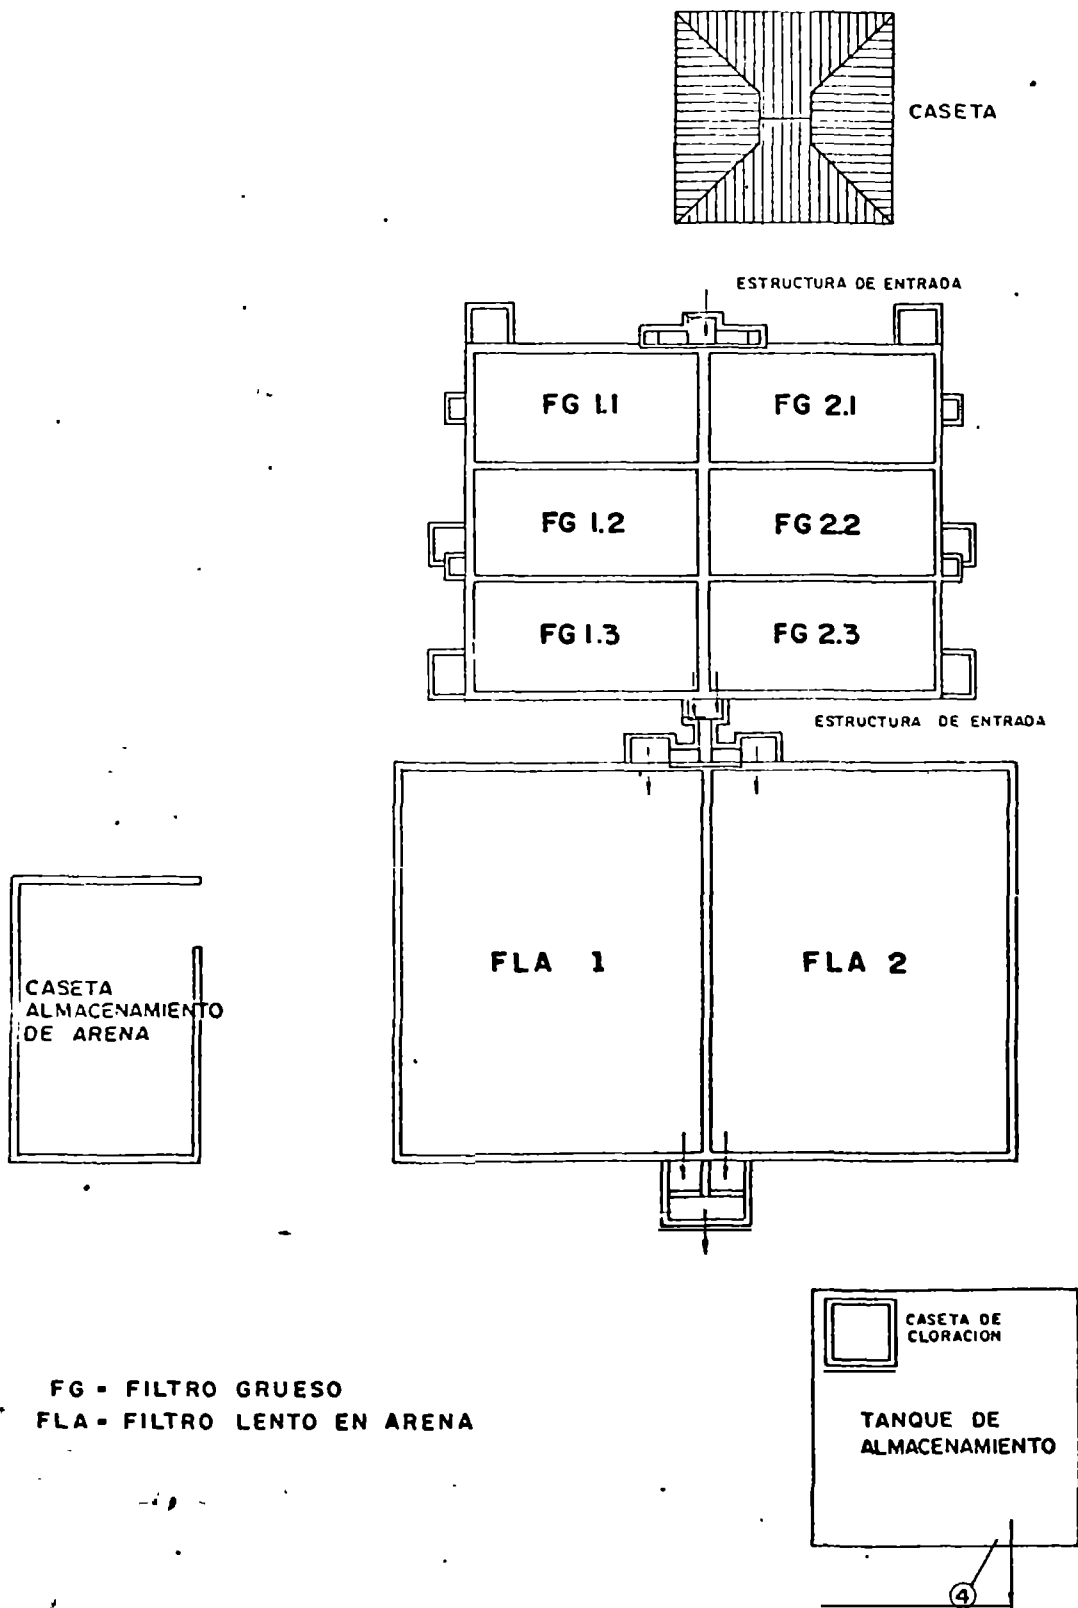 CASETA
ESTRUCTURA DE ENTRADA
FG 1.1
FG 2.1
FG 1.2
FG 2.2
FG 1.3
FG 2.3
ESTRUCTURA DE ENTRADA
FLA 1
FLA 2
CASETA
ALMACENAMIENTO
DE ARENA
CASETA DE
CLORACION
TANQUE DE
ALMACENAMIENTO
FG = FILTRO GRUESO
FLA = FILTRO LENTO EN ARENA
4